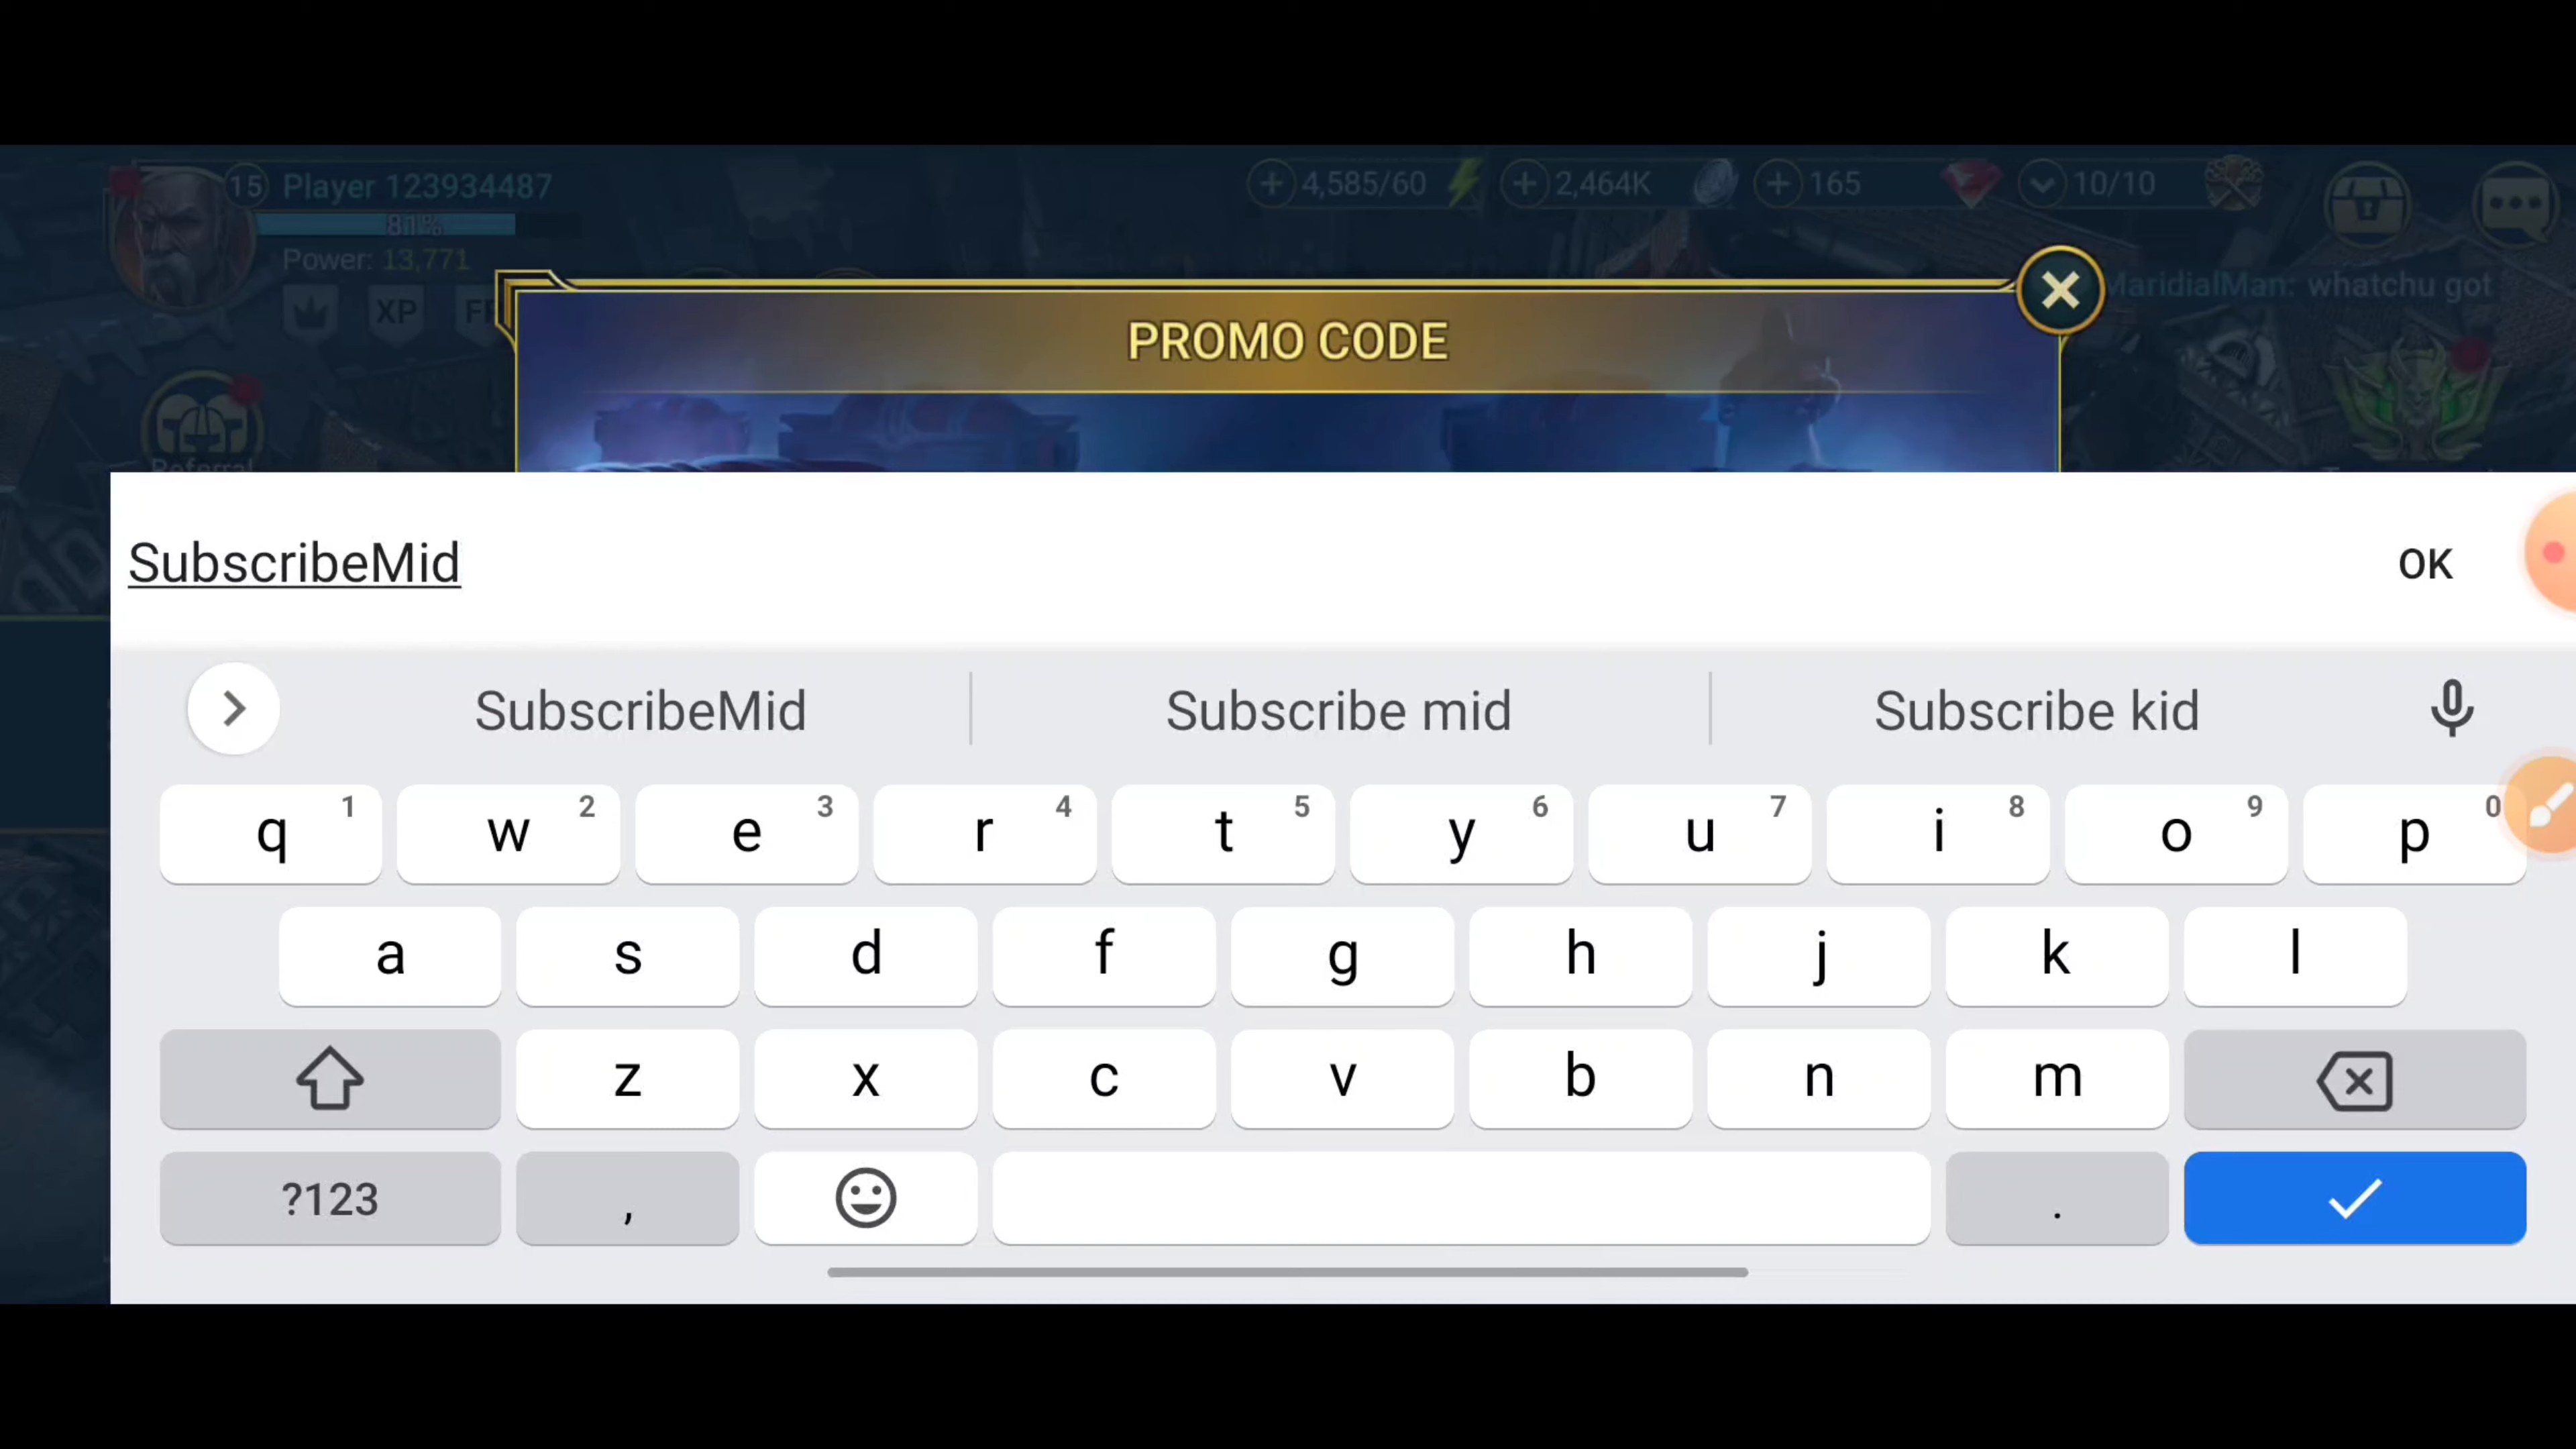 15 Player 123934487
4,585/60 2,464K 165 10/10
81%
Power: 13,771
XP
MaridialMan: whatchu got
PROMO CODE
Referral
SubscribeMid OK
SubscribeMid Subscribe mid Subscribe kid
q 1 w 2 e 3 r 4 t 5 y 6 u 7 i 8 o 9 p 0
a s d f g h j k l
z x c v b n m
?123 , .